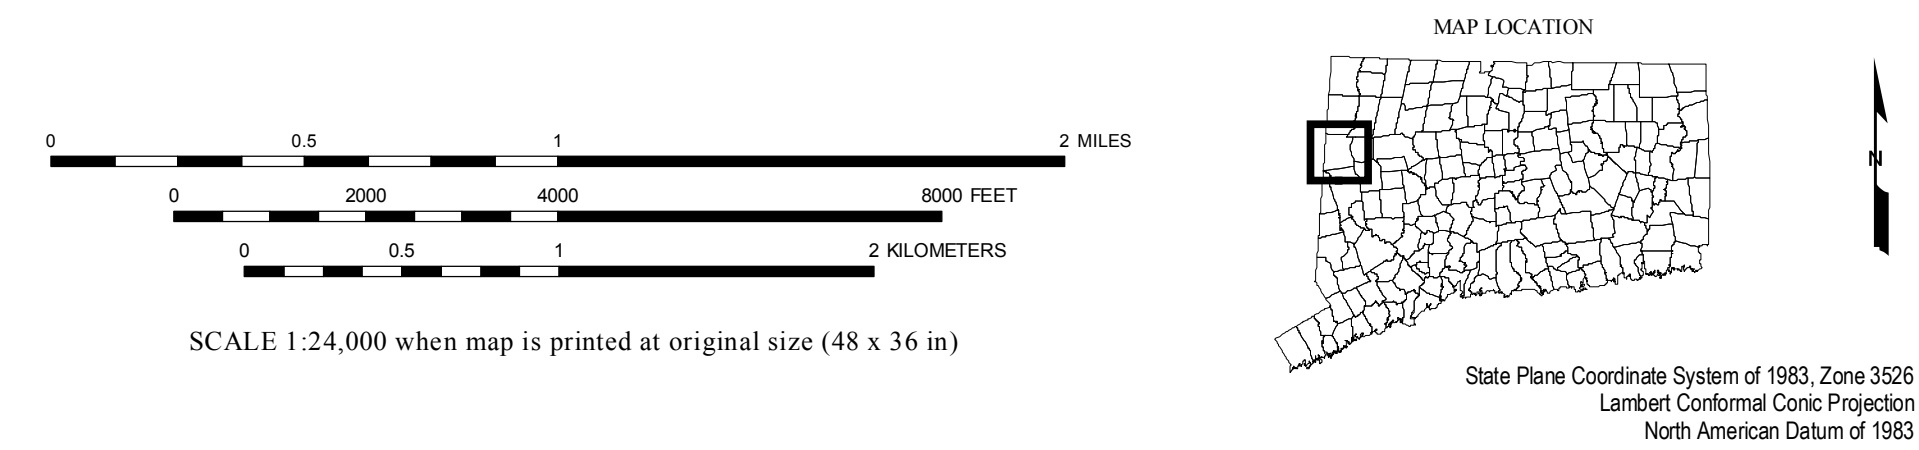 0 0.5 1 2 MILES
0 2000 4000 8000 FEET
0 0.5 1 2 KILOMETERS
SCALE 1:24,000 when map is printed at original size (48 x 36 in)
MAP LOCATION
N
State Plane Coordinate System of 1983, Zone 3526
Lambert Conformal Conic Projection
North American Datum of 1983